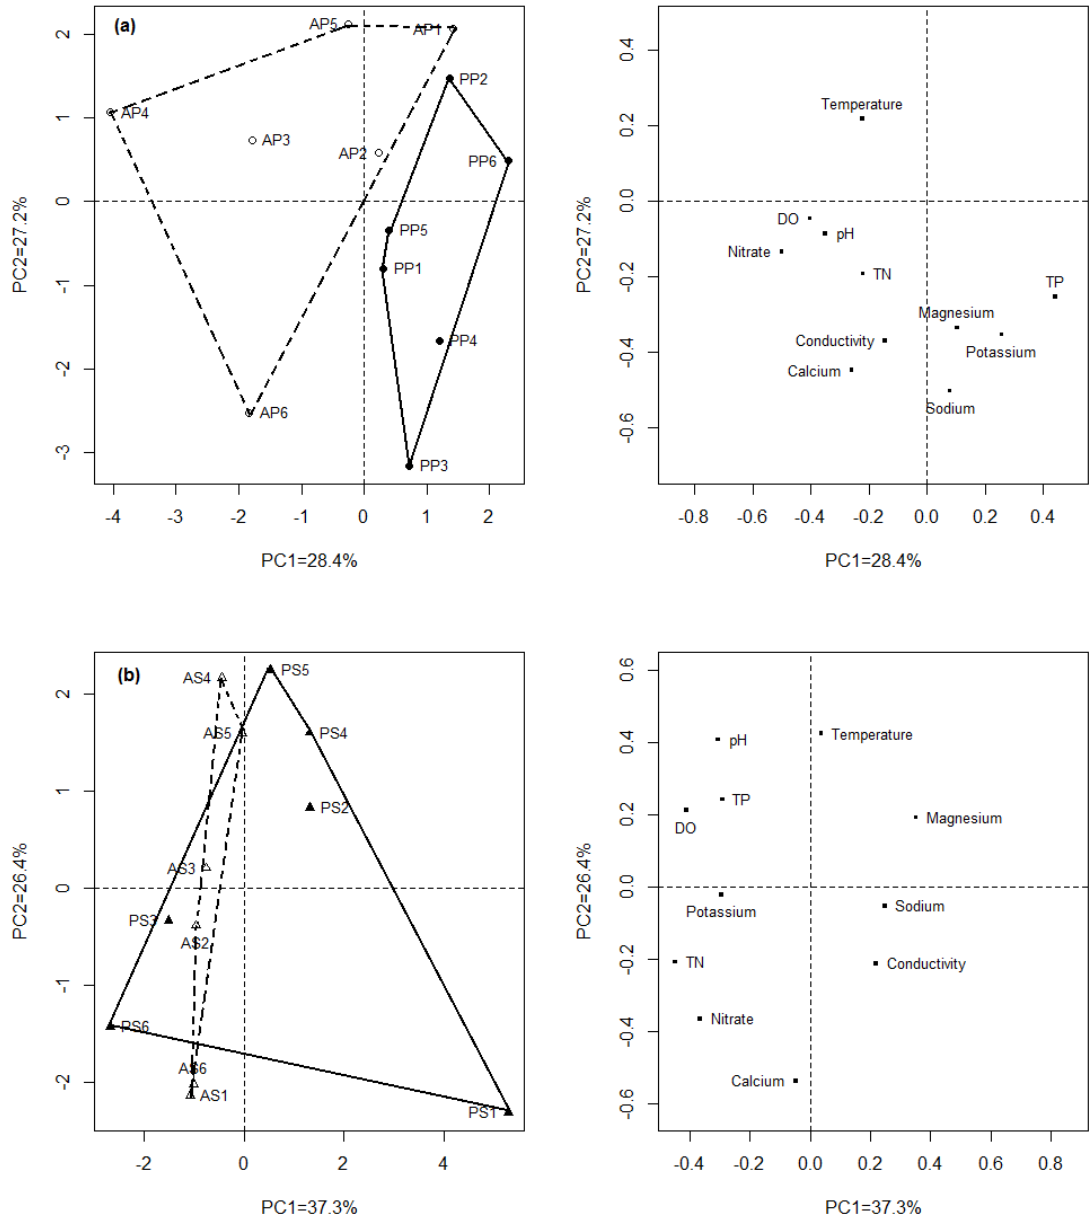 (a)
AP5
AP1
PP2
AP4
AP3
AP2
PP6
PP5
PP1
PP4
AP6
PP3
2
1
0
-1
-2
-3
PC2=27.2%
-4 -3 -2 -1 0 1 2
PC1=28.4%
Temperature
DO
pH
Nitrate
TN
TP
Magnesium
Conductivity
Potassium
Calcium
Sodium
0.4
0.2
0.0
-0.2
-0.4
-0.6
PC2=27.2%
-0.8 -0.6 -0.4 -0.2 0.0 0.2 0.4
PC1=28.4%
(b)
PS5
AS4
AS5
PS4
PS2
AS3
PS3
AS2
PS6
AS6
AS1
PS1
2
1
0
-1
-2
PC2=26.4%
-2 0 2 4
PC1=37.3%
Temperature
pH
TP
DO
Magnesium
Potassium
Sodium
TN
Conductivity
Nitrate
Calcium
0.6
0.4
0.2
0.0
-0.2
-0.4
-0.6
PC2=26.4%
-0.4 -0.2 0.0 0.2 0.4 0.6 0.8
PC1=37.3%